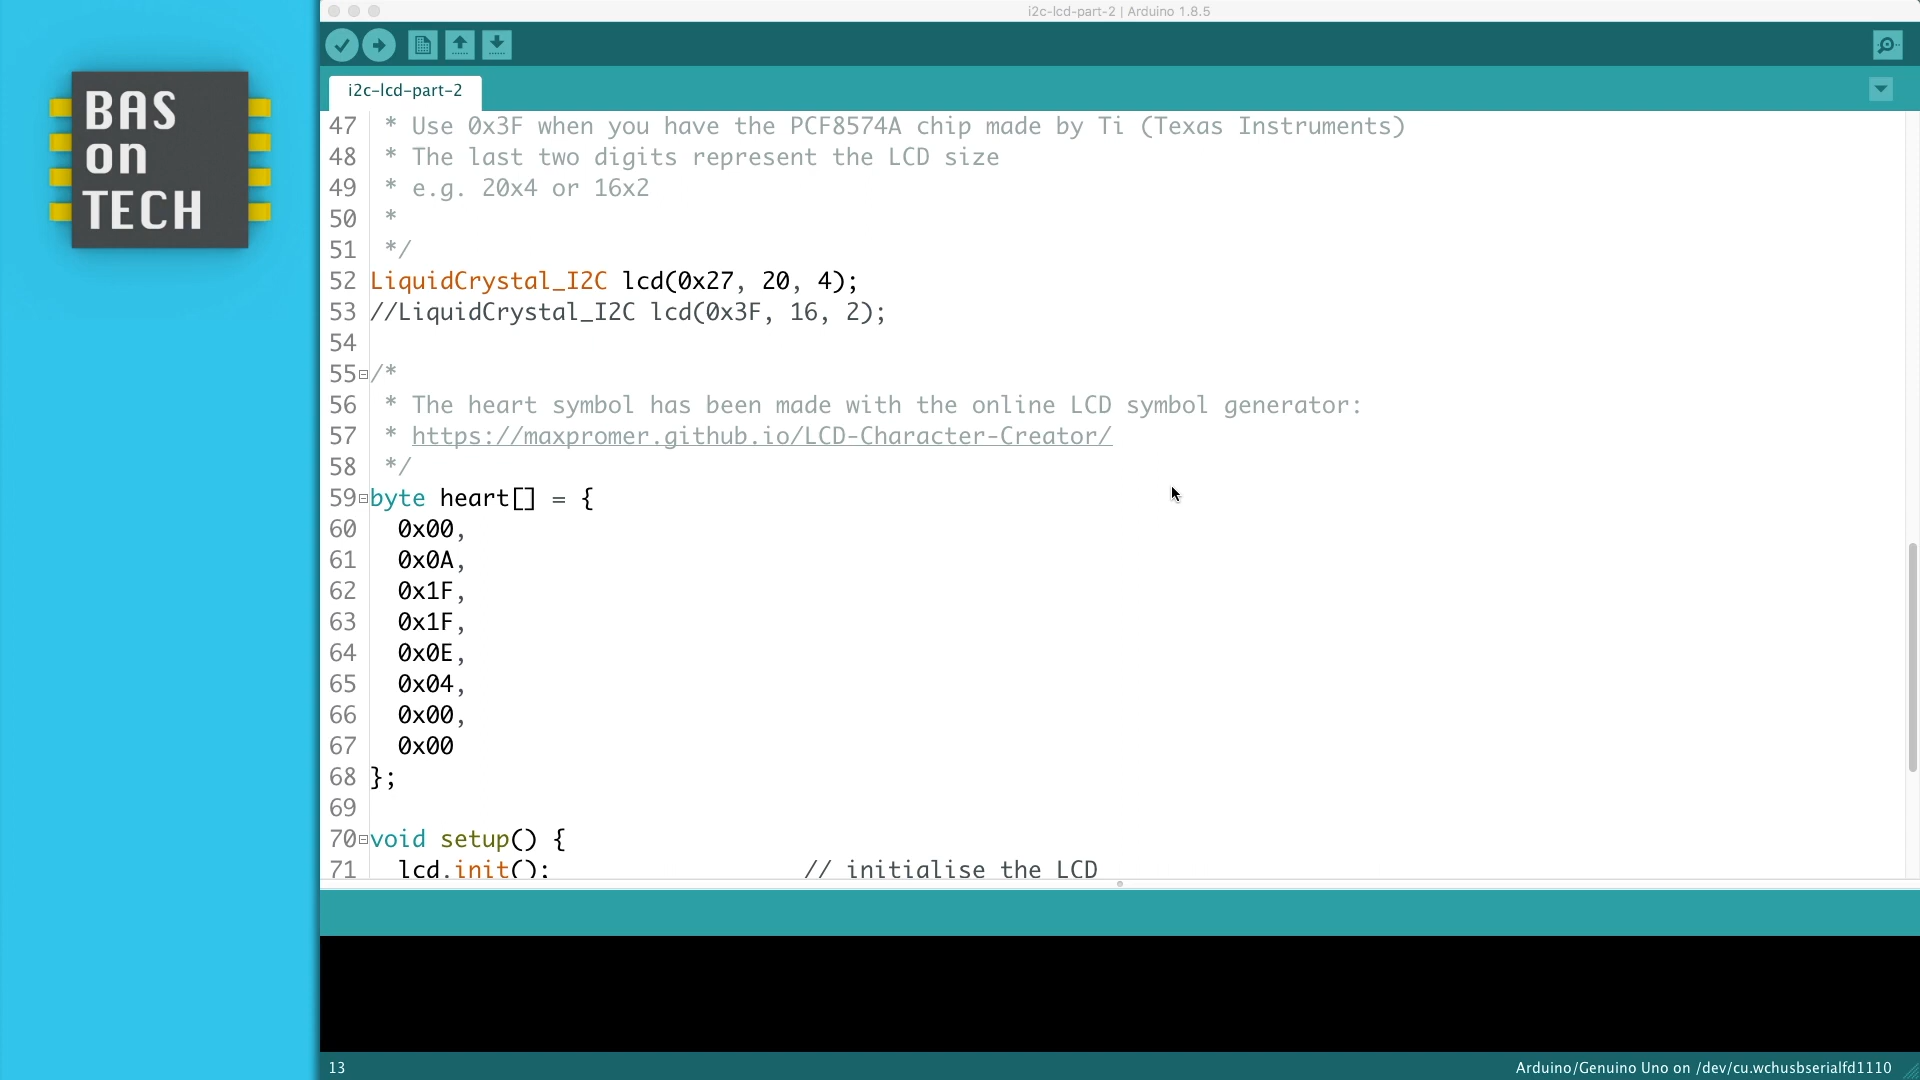 i2c-lcd-part-2 | Arduino 1.8.5
BAS
on
TECH
i2c-lcd-part-2
47 * Use 0x3F when you have the PCF8574A chip made by Ti (Texas Instruments)
48 * The last two digits represent the LCD size
49 * e.g. 20x4 or 16x2
50 *
51 */
52 LiquidCrystal_I2C lcd(0x27, 20, 4);
53 //LiquidCrystal_I2C lcd(0x3F, 16, 2);
54
55 /*
56 * The heart symbol has been made with the online LCD symbol generator:
57 * https://maxpromer.github.io/LCD-Character-Creator/
58 */
59 byte heart[] = {
60 0x00,
61 0x0A,
62 0x1F,
63 0x1F,
64 0x0E,
65 0x04,
66 0x00,
67 0x00
68 };
69
70 void setup() {
71 lcd.init(); // initialise the LCD
13
Arduino/Genuino Uno on /dev/cu.wchusbserialfd1110